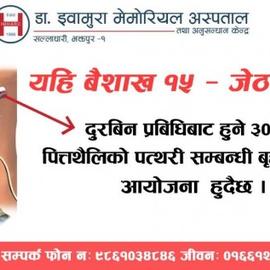 डा. इवामुरा मेमोरियल अस्पताल
तथा अनुसन्धान केन्द्र
सल्लाघारी, भक्तपुर -१
यहि बैशाख १५ - जेठ
दुरबिन प्रबिधिबाट हुने ३०
पित्तथैलिको पत्थरी सम्बन्धी बृ
आयोजना हुदैछ ।
सम्पर्क फोन नः ९८६१०३४८४६ जीवनः ०१६६१